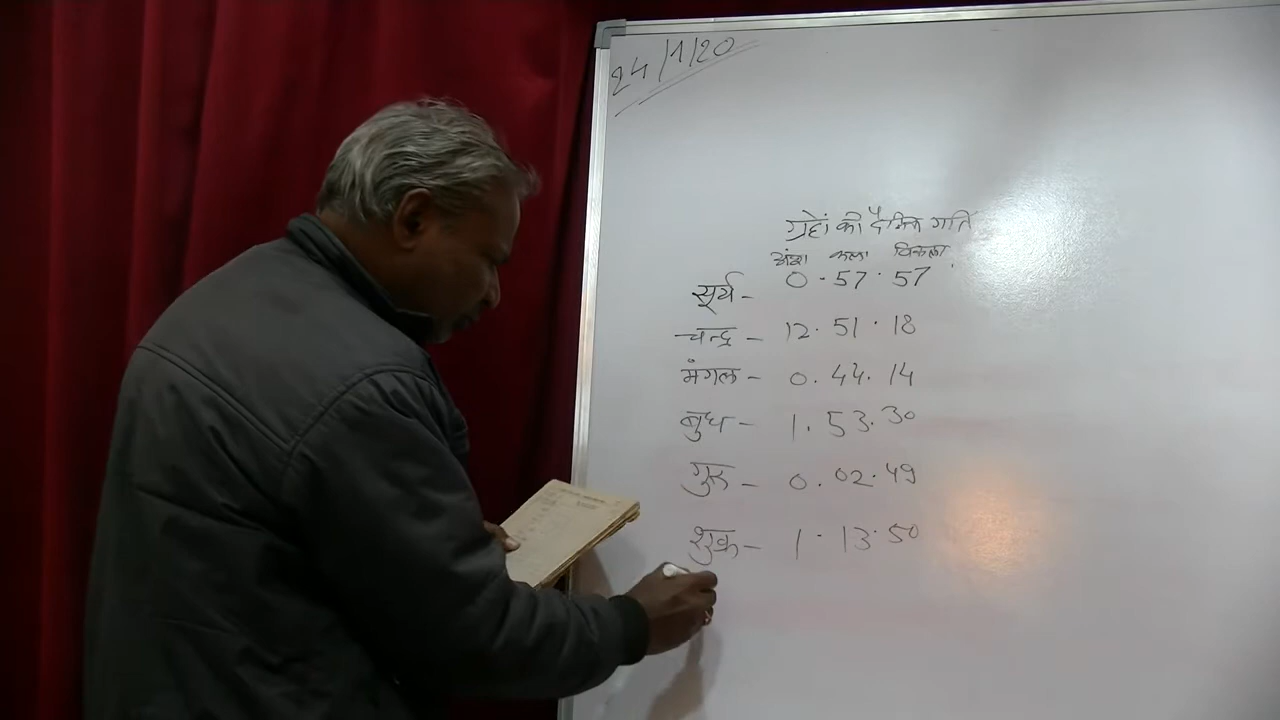 24/1/20
ग्रहों की दैनिक गति
अंश कला विकला
सूर्य - 0 . 57 . 57
चन्द्र - 12 . 51 . 18
मंगल - 0 . 44 . 14
बुध - 1 . 53 . 30
गुरु - 0 . 02 . 49
शुक्र - 1 . 13 . 50